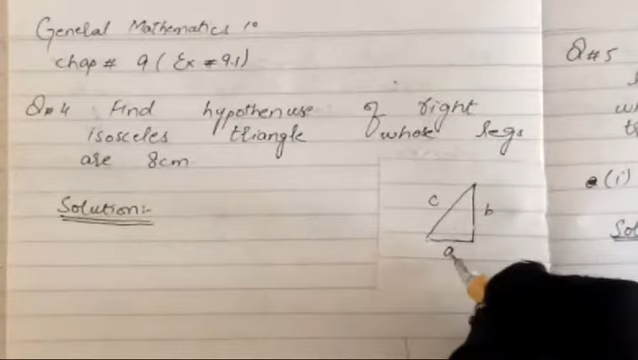 General Mathematics 10
Chap # 9 ( Ex # 9.1)
Q# 4 Find hypothenuse of right
isosceles triangle whose legs
are 8cm
Solution:-
c
b
a
Q#5
(i)
Sol